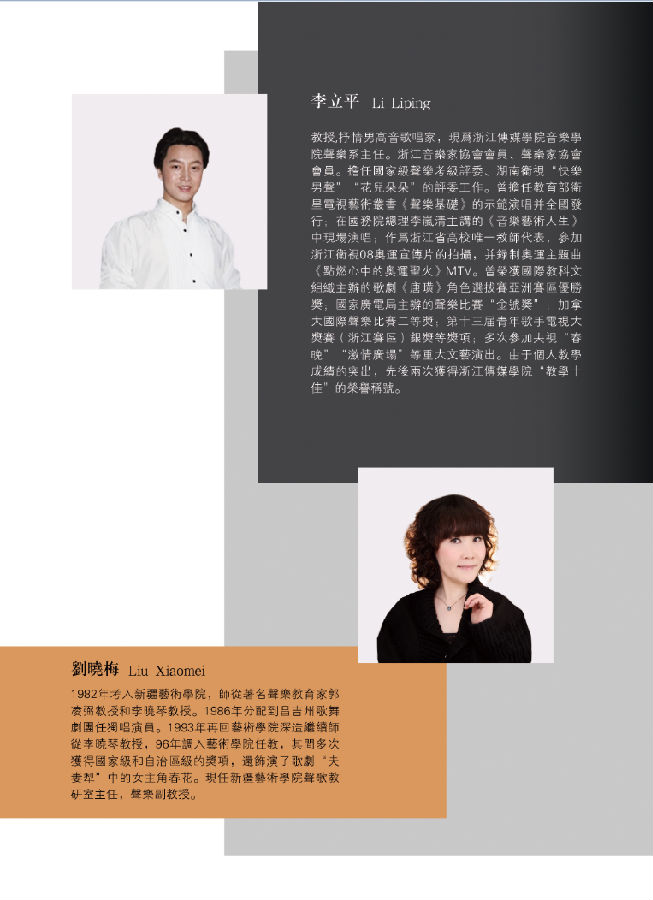 李立平 Li Liping
教授,抒情男高音歌唱家，現爲浙江傳媒學院音樂學
院聲樂系主任。浙江音樂家協會會員、聲樂家協會
會員。擔任國家級聲樂考級評委、湖南衛視“快樂
男聲”“花兒朵朵”的評委工作。曾擔任教育部衛
星電視藝術叢書《聲樂基礎》的示範演唱并全國發
行；在國務院總理李嵐清主講的《音樂藝術人生》
中現場演唱；作爲浙江省高校唯一教師代表，參加
浙江衛視08奧運宣傳片的拍攝，并錄制奧運主題曲
《點燃心中的奧運聖火》MTV。曾榮獲國際教科文
組織主辦的歌劇《唐璜》角色選拔賽亞洲賽區優勝
獎；國家廣電局主辦的聲樂比賽“金號獎”；加拿
大國際聲樂比賽二等獎；第十三届青年歌手電視大
獎賽（浙江賽區）銀獎等獎項；多次參加央視“春
晚”“激情廣場”等重大文藝演出。由于個人教學
成績的突出，先後兩次獲得浙江傳媒學院“教學十
佳”的榮譽稱號。
劉曉梅 Liu Xiaomei
1982年考入新疆藝術學院，師從著名聲樂教育家郭
凌弼教授和李曉琴教授。1986年分配到昌吉州歌舞
劇團任獨唱演員。1993年再回藝術學院深造繼續師
從李曉琴教授，96年調入藝術學院任教，其間多次
獲得國家級和自治區級的獎項，還飾演了歌劇“夫
妻犁”中的女主角春花。現任新疆藝術學院聲歌教
研室主任，聲樂副教授。